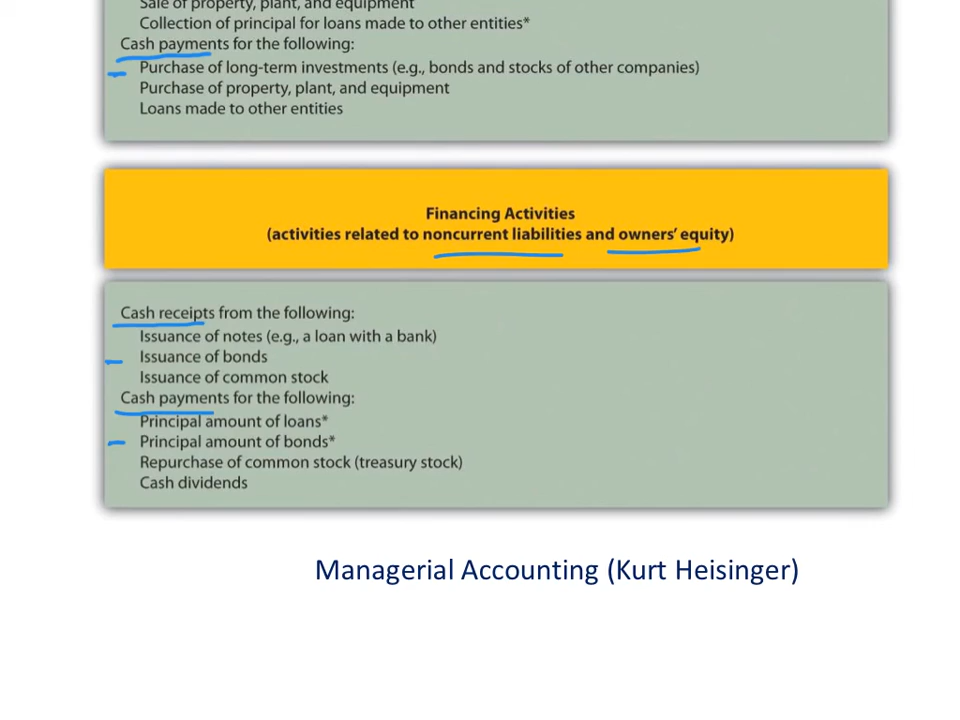 Sale of property, plant, and equipment
Collection of principal for loans made to other entities*
Cash payments for the following:
Purchase of long-term investments (e.g., bonds and stocks of other companies)
Purchase of property, plant, and equipment
Loans made to other entities
Financing Activities
(activities related to noncurrent liabilities and owners’ equity)
Cash receipts from the following:
Issuance of notes (e.g., a loan with a bank)
Issuance of bonds
Issuance of common stock
Cash payments for the following:
Principal amount of loans*
Principal amount of bonds*
Repurchase of common stock (treasury stock)
Cash dividends
Managerial Accounting (Kurt Heisinger)